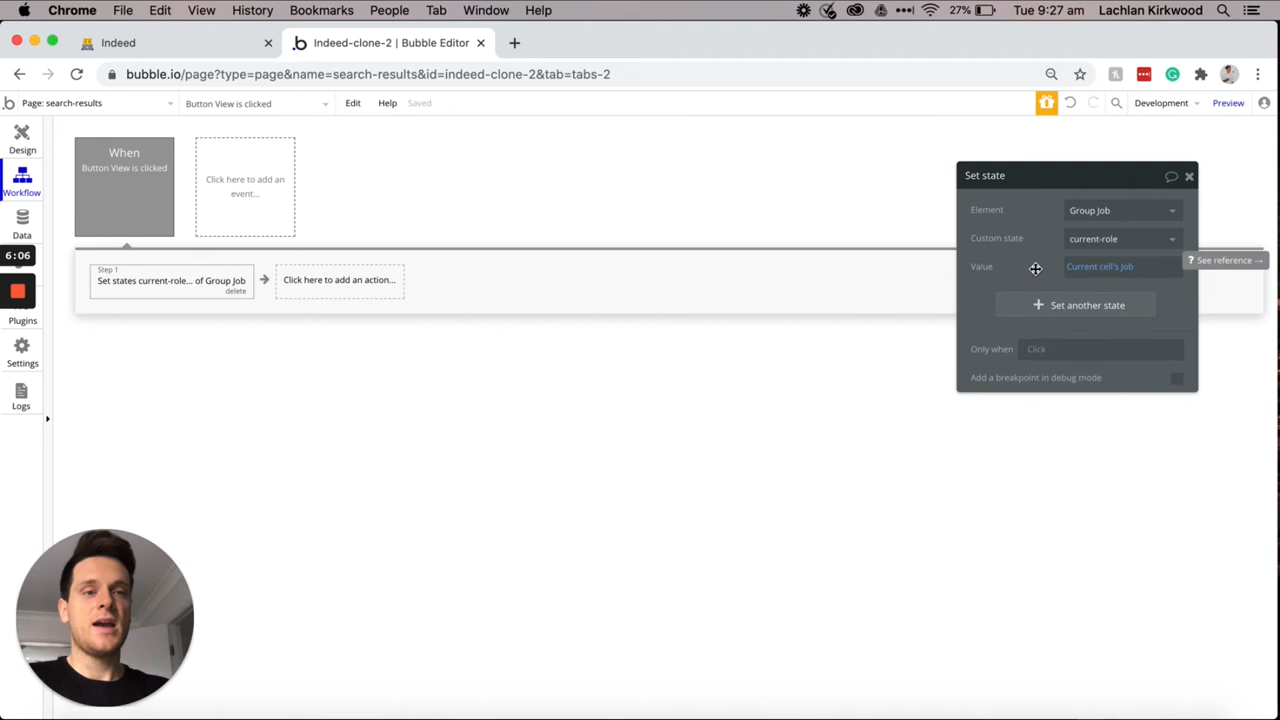 Chrome File Edit View History Bookmarks People Tab Window Help 27% Tue 9:27 am Lachlan Kirkwood
Indeed Indeed-clone-2 | Bubble Editor
bubble.io/page?type=page&name=search-results&id=indeed-clone-2&tab=tabs-2
Page: search-results Button View is clicked Edit Help Saved Development Preview
Design
Workflow
Data
6:06
Plugins
Settings
Logs
When
Button View is clicked
Click here to add an
event...
Step 1
Set states current-role... of Group Job
delete
Click here to add an action...
Set state
Element Group Job
Custom state current-role
Value Current cell's Job
? See reference →
+ Set another state
Only when Click
Add a breakpoint in debug mode